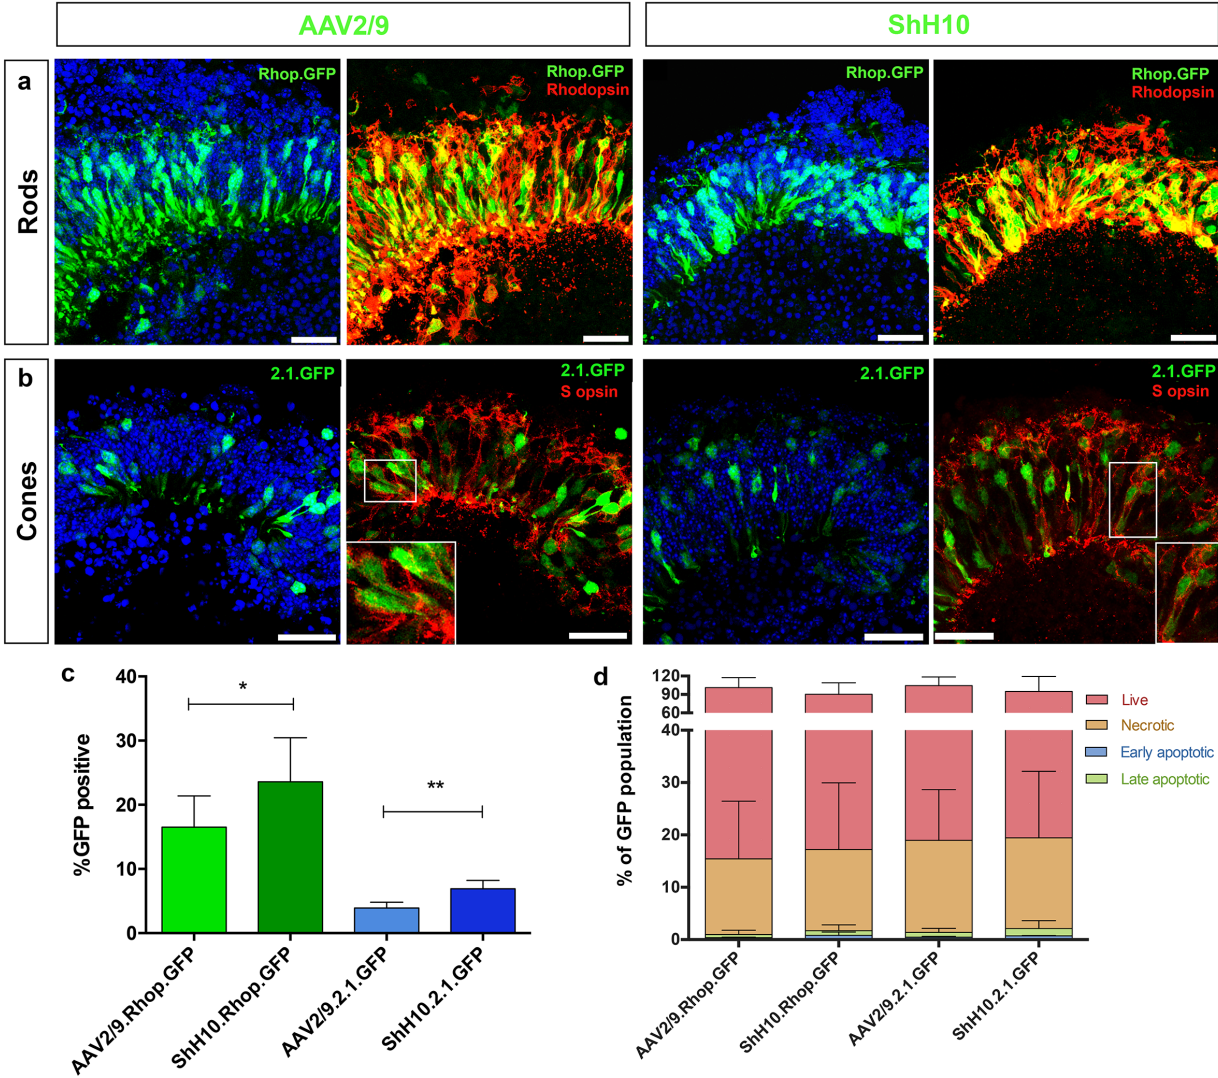 AAV2/9
ShH10
a
Rods
Rhop.GFP
Rhop.GFP
Rhodopsin
Rhop.GFP
Rhop.GFP
Rhodopsin
b
Cones
2.1.GFP
2.1.GFP
S opsin
2.1.GFP
2.1.GFP
S opsin
c
%GFP positive
40
30
20
10
0
*
**
AAV2/9.Rhop.GFP
ShH10.Rhop.GFP
AAV2/9.2.1.GFP
ShH10.2.1.GFP
d
% of GFP population
120
90
60
40
30
20
10
0
AAV2/9.Rhop.GFP
ShH10.Rhop.GFP
AAV2/9.2.1.GFP
ShH10.2.1.GFP
Live
Necrotic
Early apoptotic
Late apoptotic